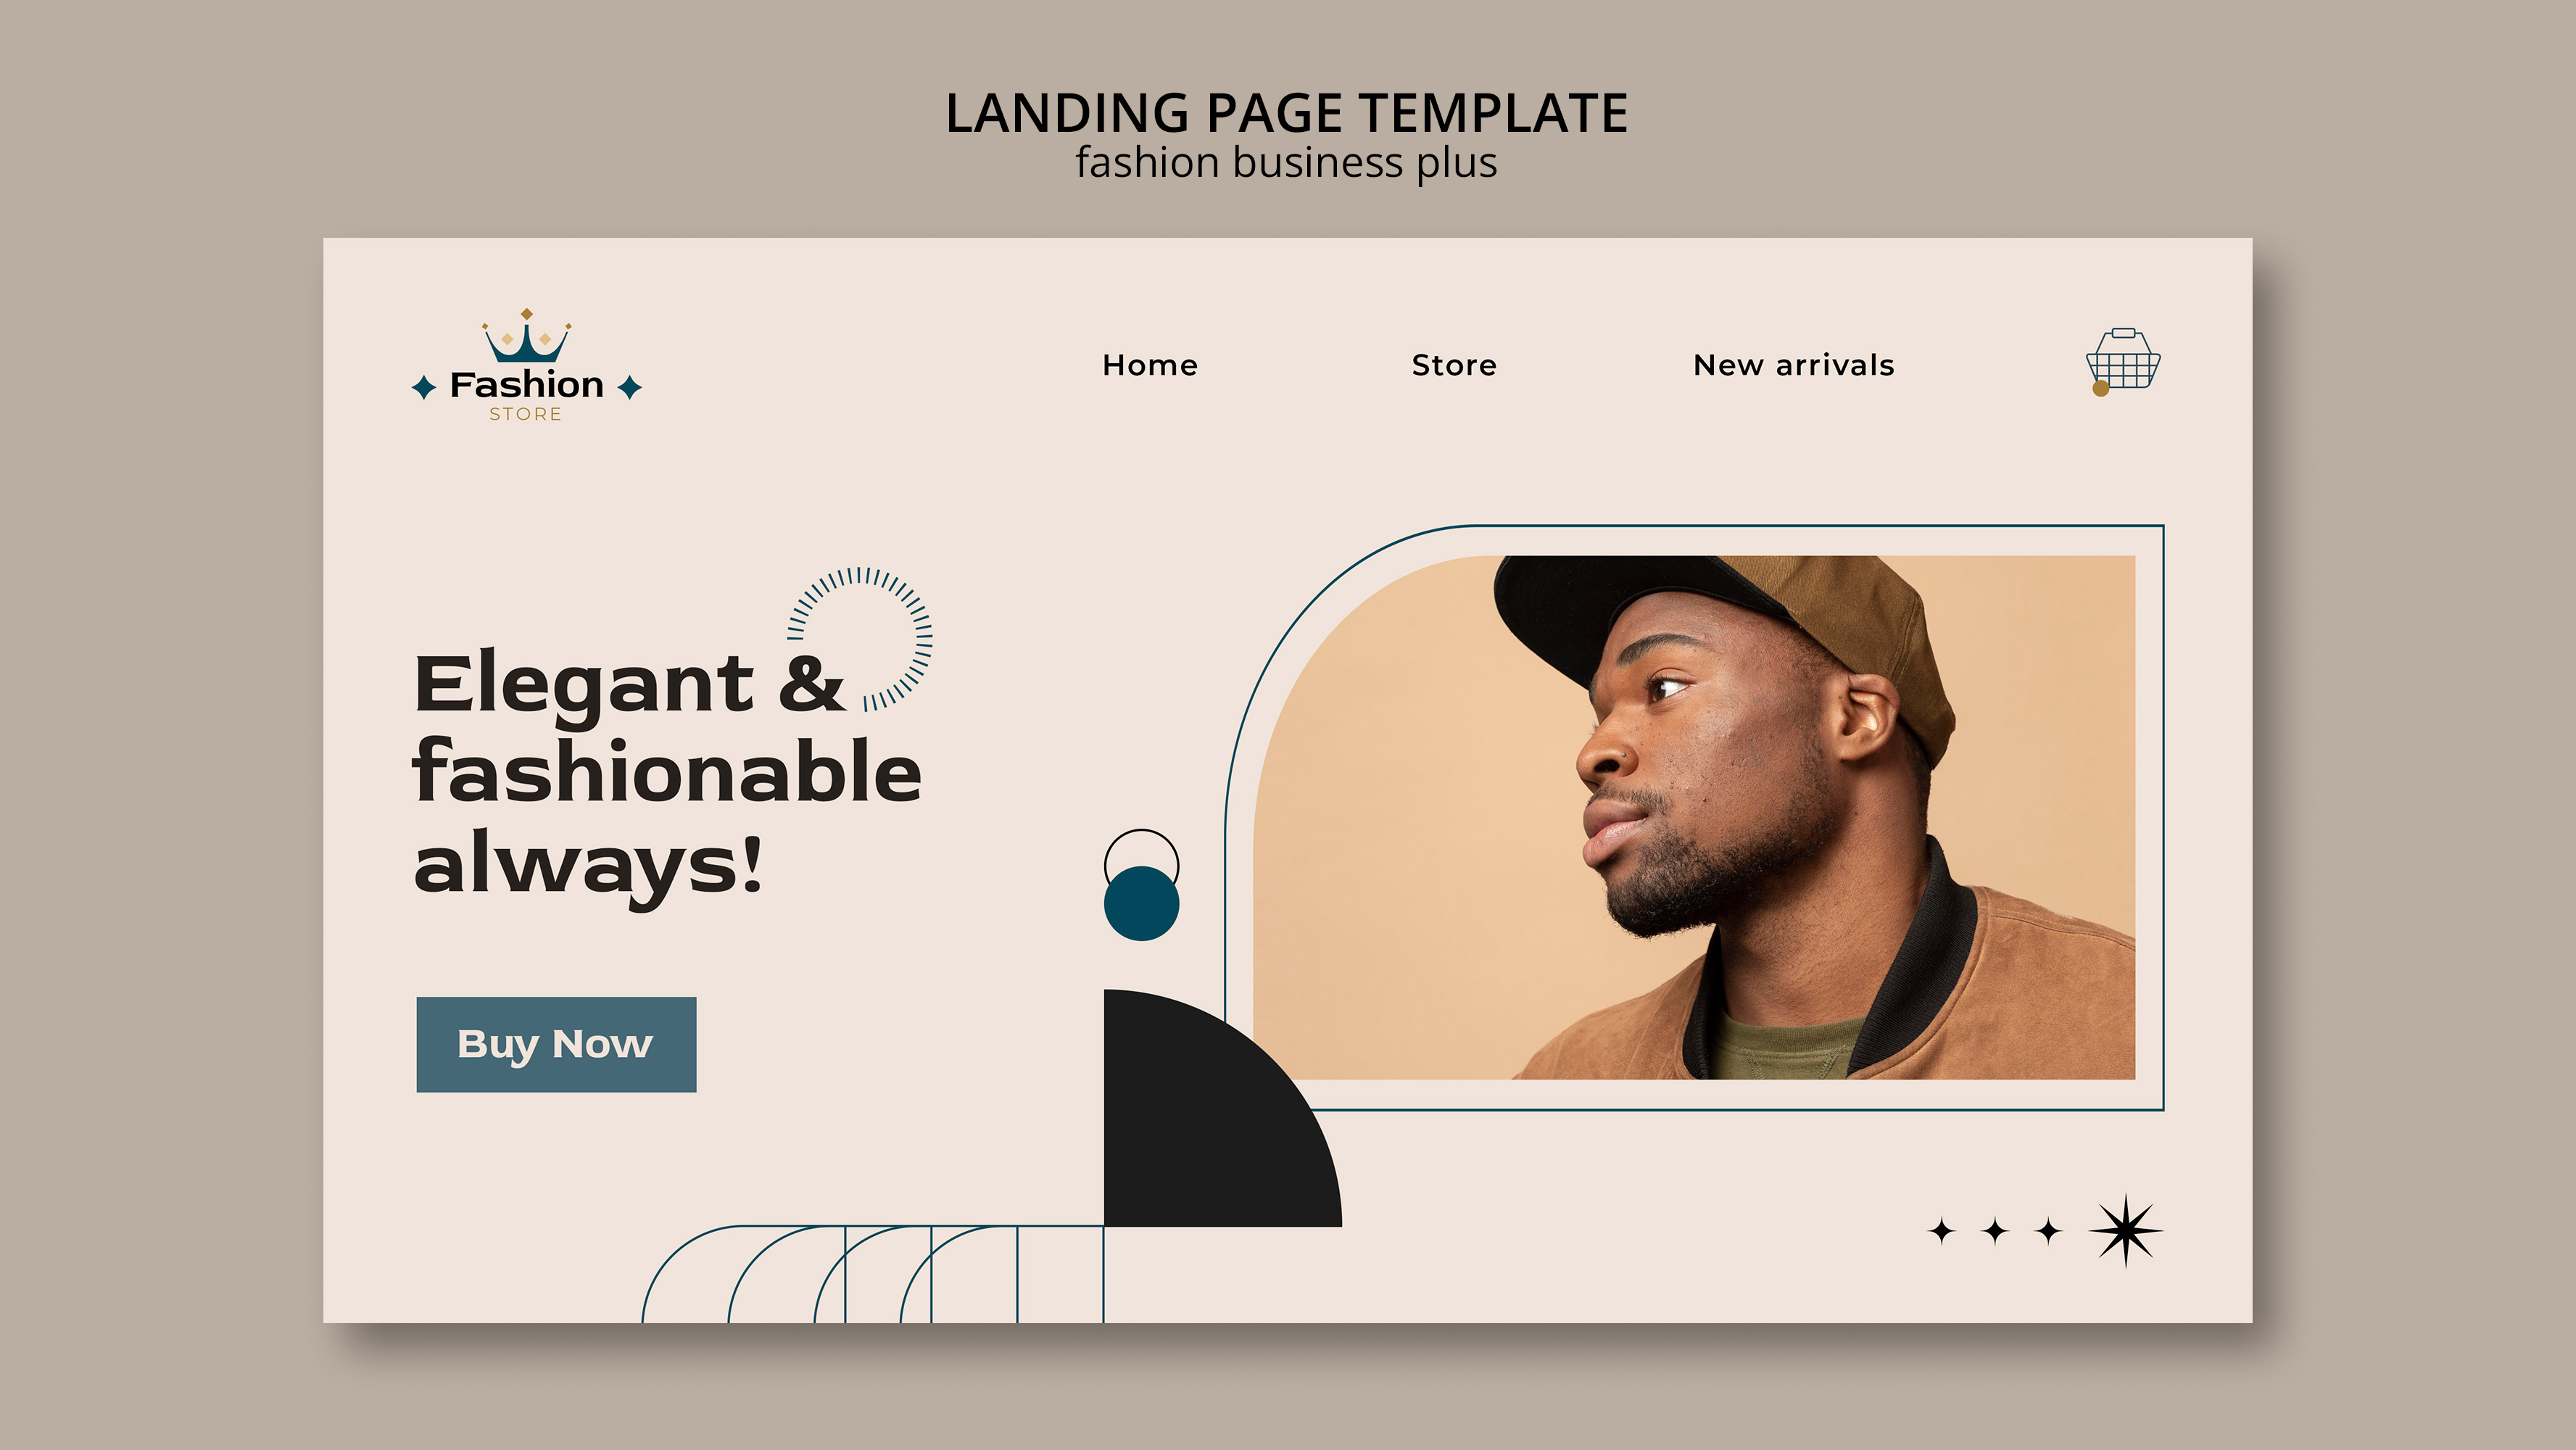 LANDING PAGE TEMPLATE
fashion business plus
Fashion
STORE
Home
Store
New arrivals
Elegant &
fashionable
always!
Buy Now